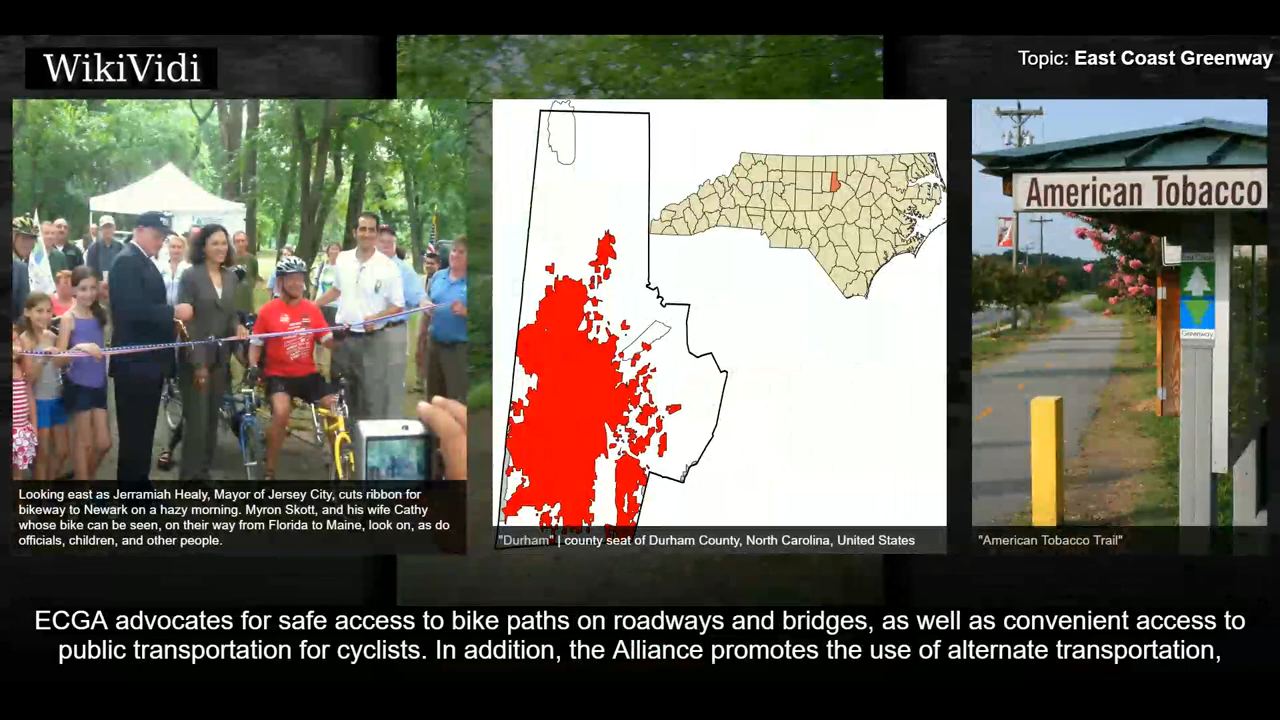 WikiVidi
Topic: East Coast Greenway
American Tobacco
East Coast
Greenway
Looking east as Jerramiah Healy, Mayor of Jersey City, cuts ribbon for
bikeway to Newark on a hazy morning. Myron Skott, and his wife Cathy
whose bike can be seen, on their way from Florida to Maine, look on, as do
officials, children, and other people.
"Durham" | county seat of Durham County, North Carolina, United States
"American Tobacco Trail"
ECGA advocates for safe access to bike paths on roadways and bridges, as well as convenient access to
public transportation for cyclists. In addition, the Alliance promotes the use of alternate transportation,